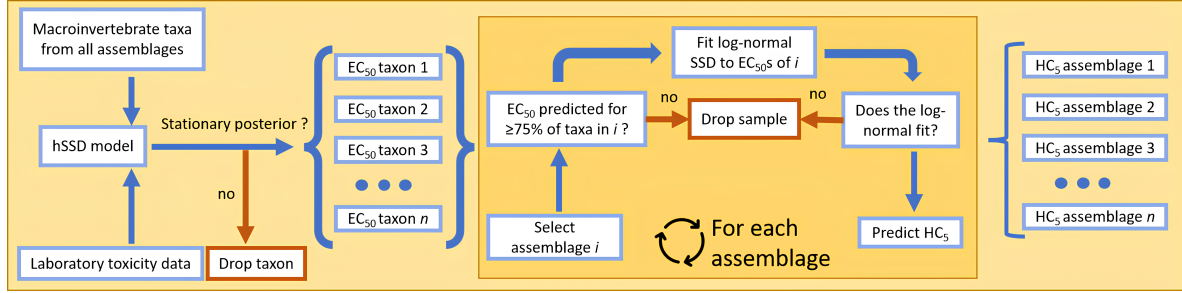 Macroinvertebrate taxa
from all assemblages
hSSD model
Laboratory toxicity data
Stationary posterior ?
no
Drop taxon
EC50 taxon 1
EC50 taxon 2
EC50 taxon 3
EC50 taxon n
Select
assemblage i
EC50 predicted for
≥75% of taxa in i ?
no
Drop sample
Fit log-normal
SSD to EC50s of i
no
Does the log-
normal fit?
Predict HC5
For each
assemblage
HC5 assemblage 1
HC5 assemblage 2
HC5 assemblage 3
HC5 assemblage n